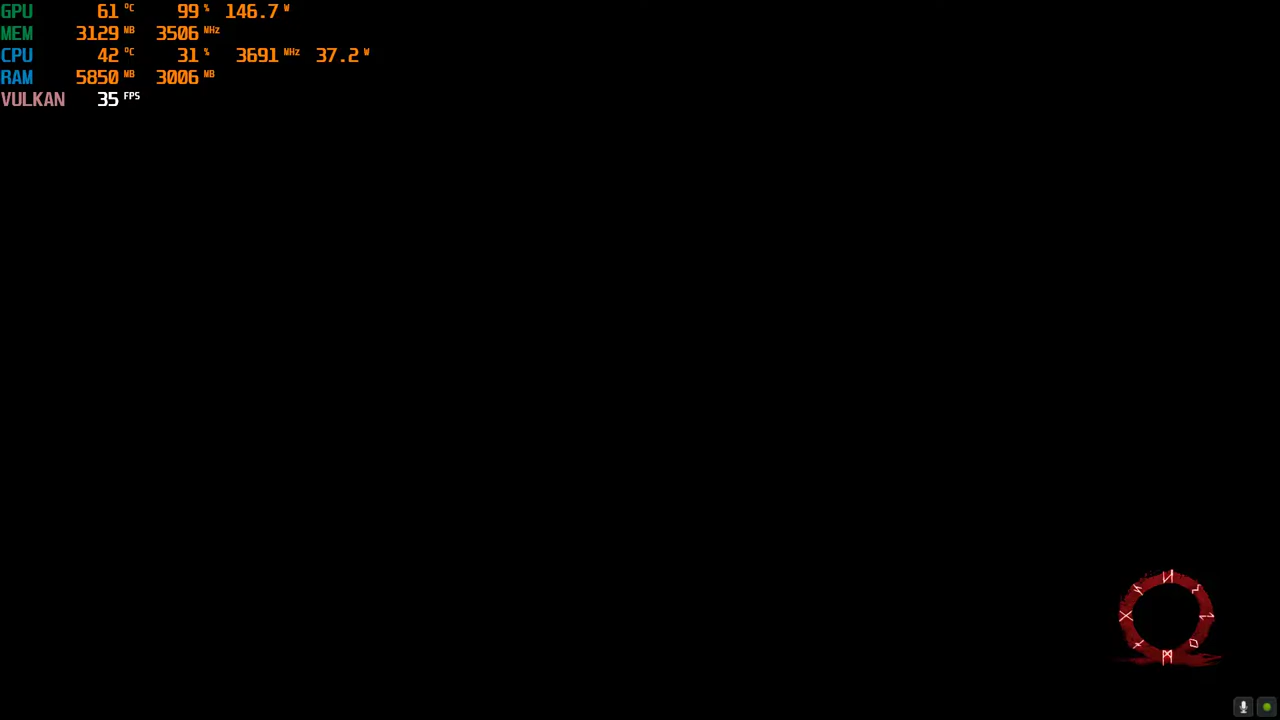 GPU 61 °C 99 % 146.7 W
MEM 3129 MB 3506 MHz
CPU 42 °C 31 % 3691 MHz 37.2 W
RAM 5850 MB 3006 MB
VULKAN 35 FPS